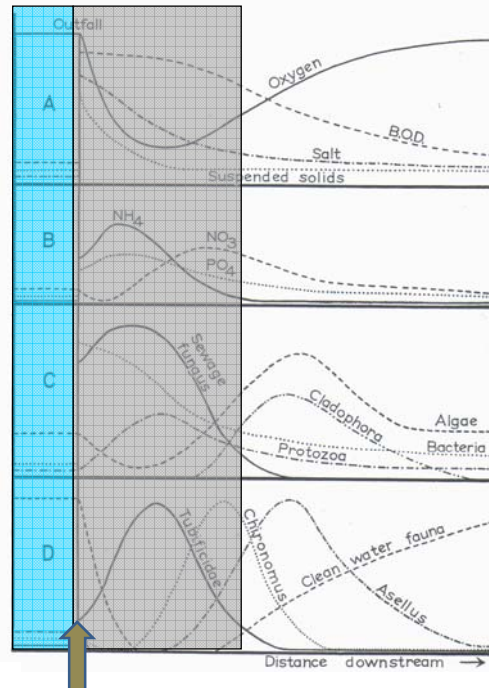 Outfall
Oxygen
A
B.O.D.
Salt
Suspended solids
NH4
B
NO3
PO4
Sewage
fungus
C
Cladophora
Algae
Bacteria
Protozoa
D
Tubificidae
Chironomus
Clean water fauna
Asellus
Distance downstream